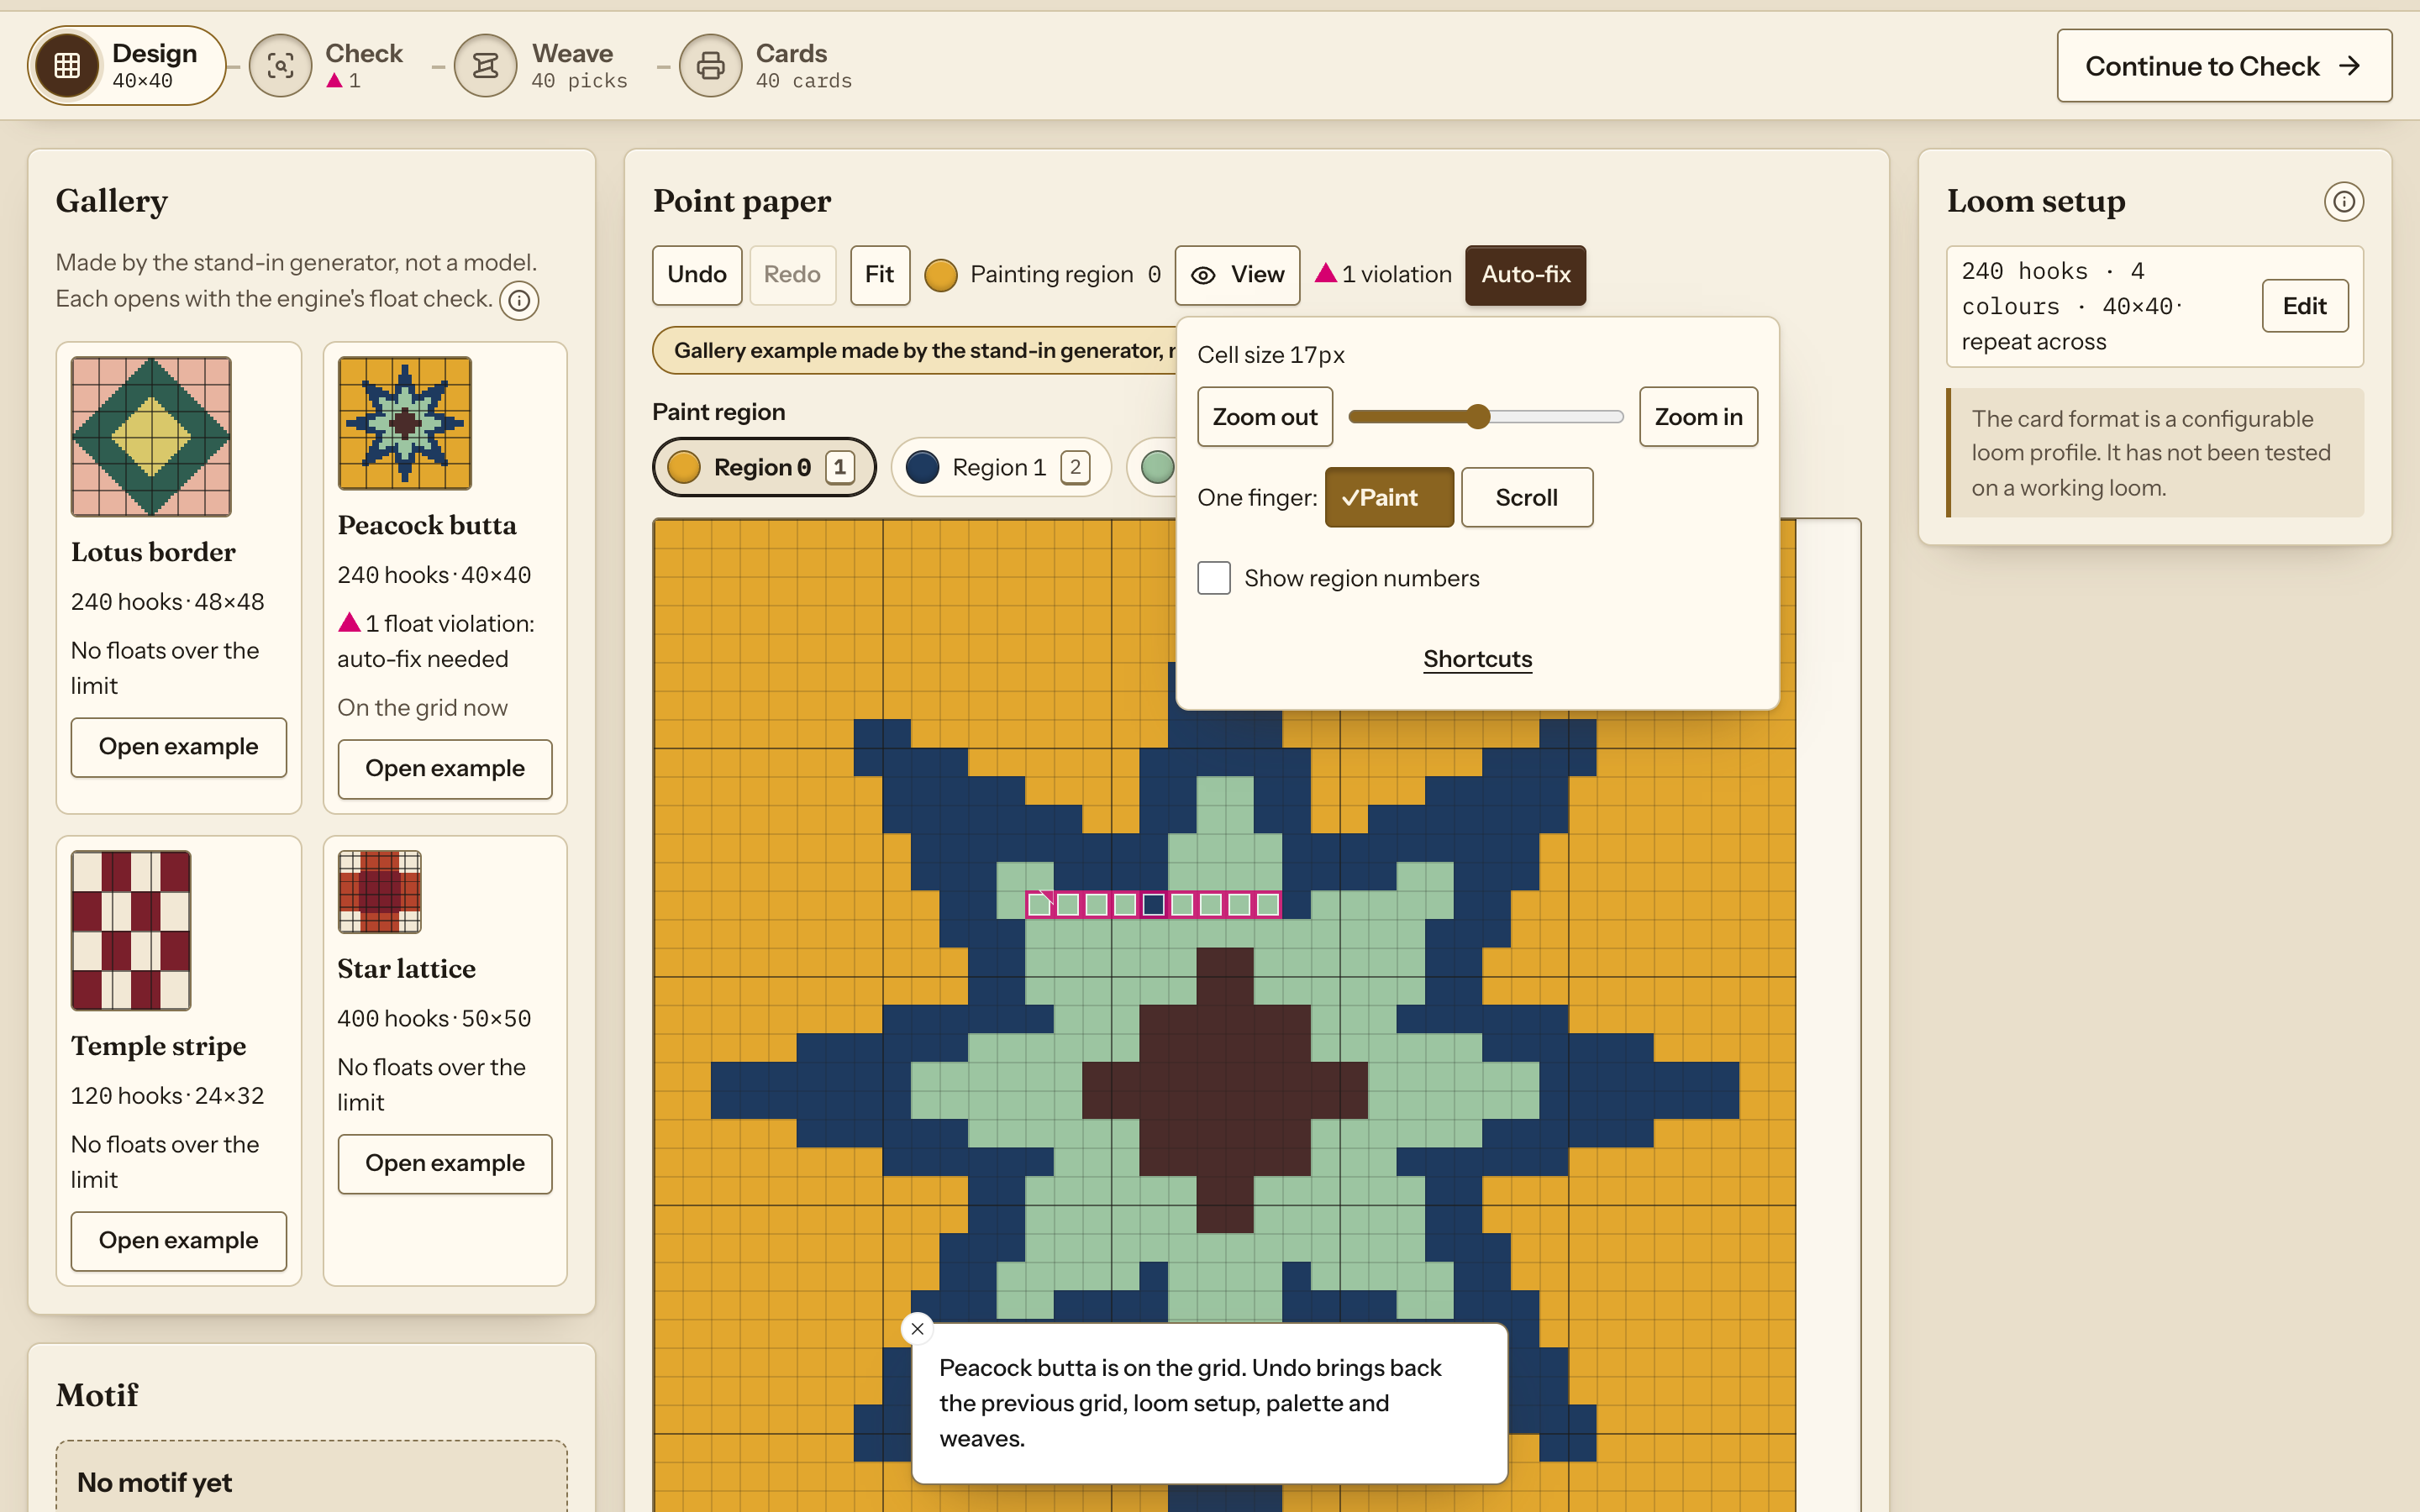 Design
40×40
Check
1
Weave
40 picks
Cards
40 cards
Continue to Check
Gallery
Made by the stand-in generator, not a model.
Each opens with the engine's float check.
Lotus border
240 hooks·48×48
No floats over the
limit
Open example
Peacock butta
240 hooks·40×40
1 float violation:
auto-fix needed
On the grid now
Open example
Temple stripe
120 hooks·24×32
No floats over the
limit
Open example
Star lattice
400 hooks·50×50
No floats over the
limit
Open example
Motif
No motif yet
Point paper
Undo
Redo
Fit
Painting region 0
View
1 violation
Auto-fix
Gallery example made by the stand-in generator,
Paint region
Region 0 1
Region 1 2
Cell size 17px
Zoom out
Zoom in
One finger:
✓Paint
Scroll
Show region numbers
Shortcuts
Peacock butta is on the grid. Undo brings back
the previous grid, loom setup, palette and
weaves.
Loom setup
240 hooks · 4
colours · 40×40·
repeat across
Edit
The card format is a configurable
loom profile. It has not been tested
on a working loom.